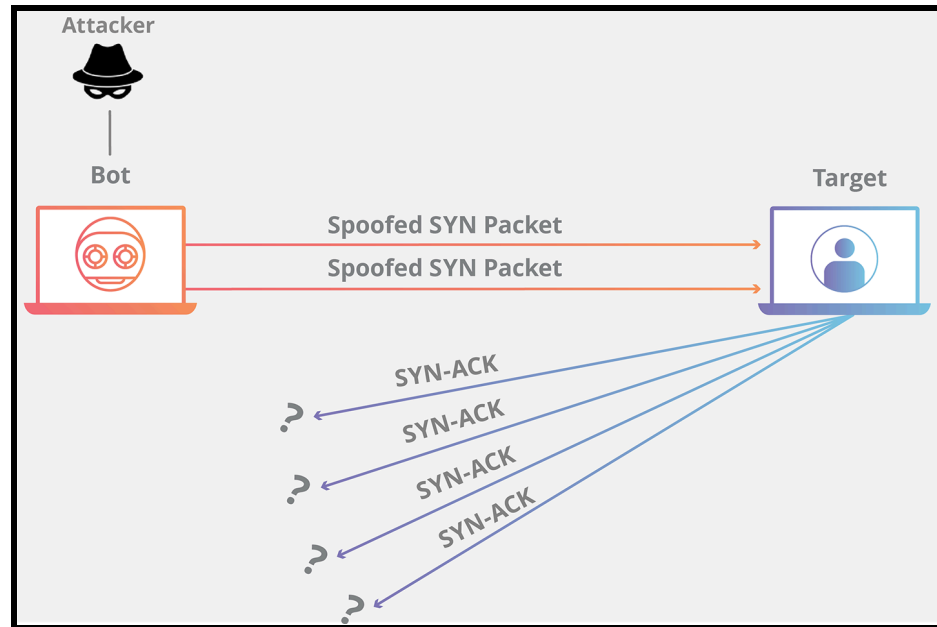 Attacker
Bot
Target
Spoofed SYN Packet
Spoofed SYN Packet
SYN-ACK
?
SYN-ACK
?
SYN-ACK
?
SYN-ACK
?